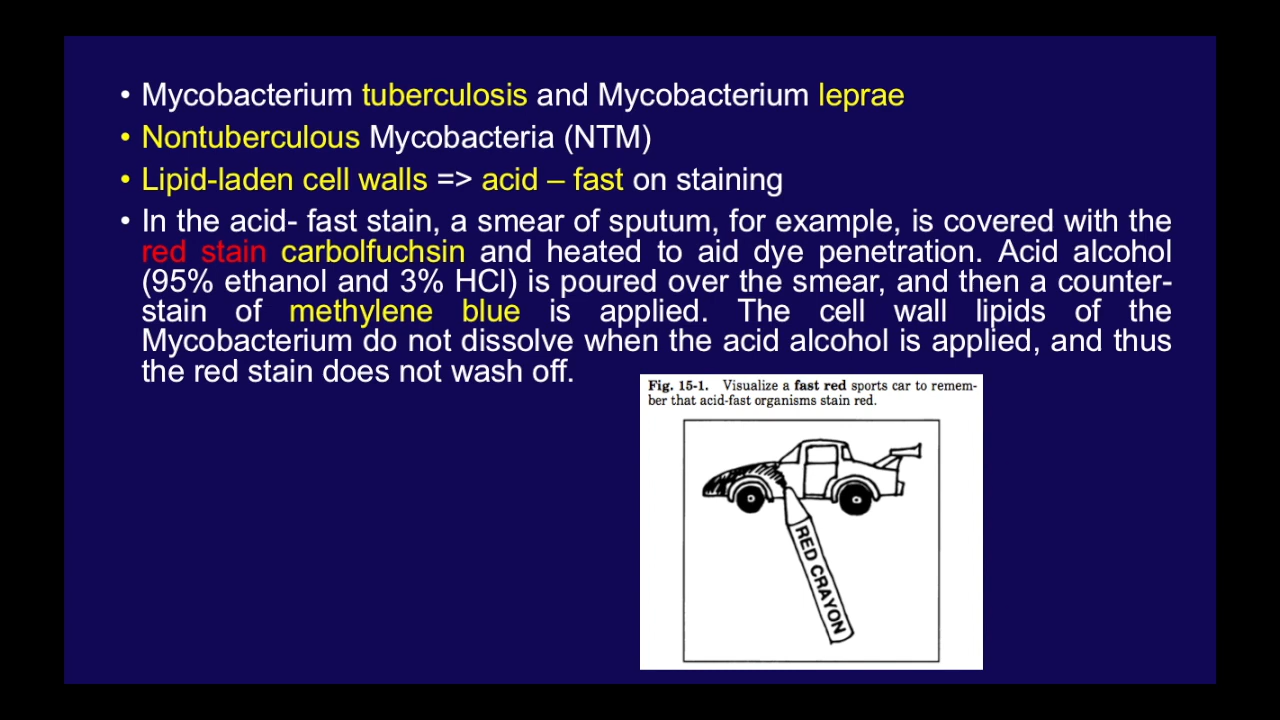 • Mycobacterium tuberculosis and Mycobacterium leprae
• Nontuberculous Mycobacteria (NTM)
• Lipid-laden cell walls => acid – fast on staining
• In the acid- fast stain, a smear of sputum, for example, is covered with the
red stain carbolfuchsin and heated to aid dye penetration. Acid alcohol
(95% ethanol and 3% HCl) is poured over the smear, and then a counter-
stain of methylene blue is applied. The cell wall lipids of the
Mycobacterium do not dissolve when the acid alcohol is applied, and thus
the red stain does not wash off.
Fig. 15-1. Visualize a fast red sports car to remem-
ber that acid-fast organisms stain red.
RED CRAYON